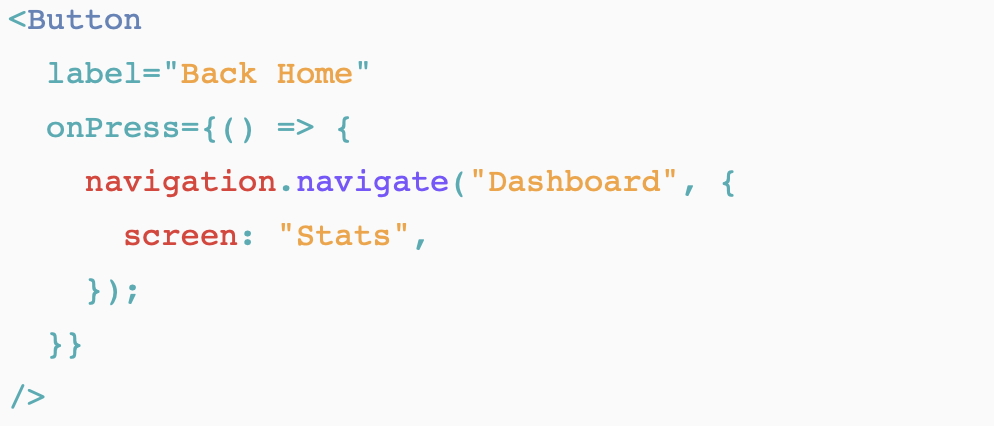 <Button
  label="Back Home"
  onPress={() => {
    navigation.navigate("Dashboard", {
      screen: "Stats",
    });
  }}
/>